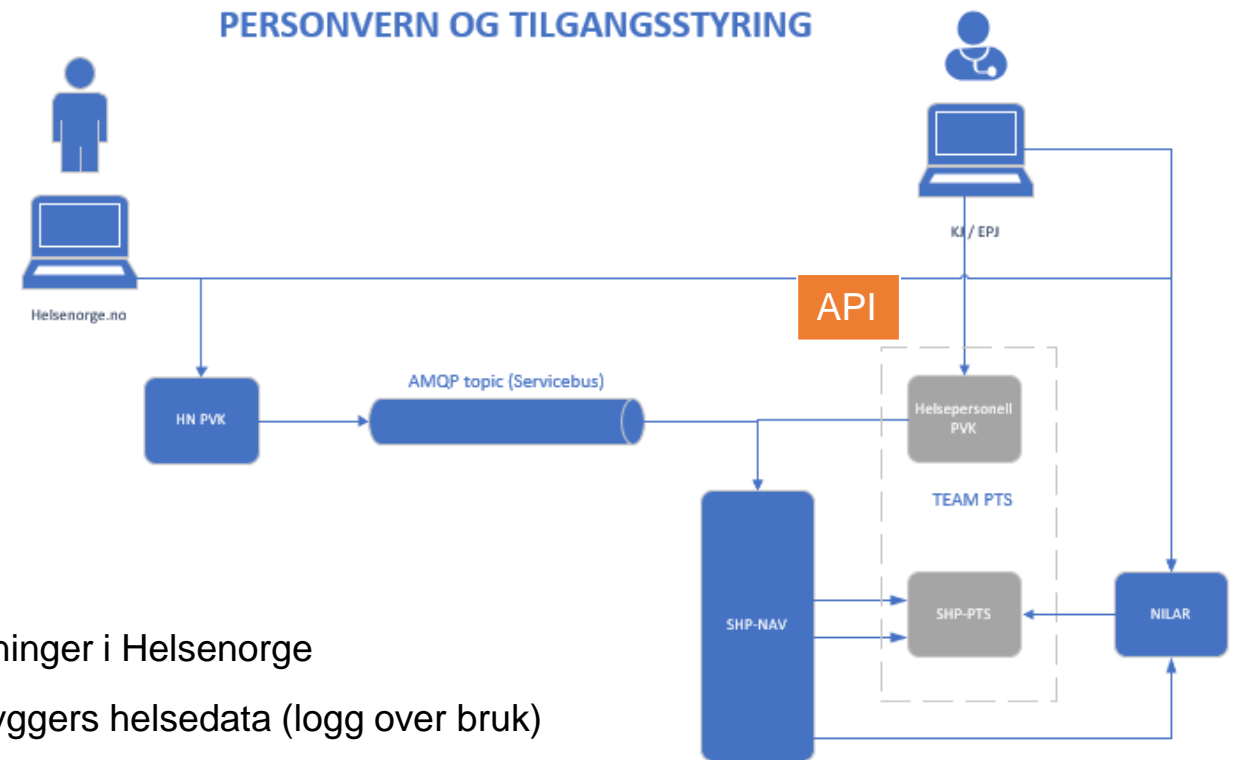 PERSONVERN OG TILGANGSSTYRING
KJ / EPJ
Helsenorge.no
API
AMQP topic (Servicebus)
HN PVK
Helsepersonell
PVK
TEAM PTS
SHP-NAV
SHP-PTS
NILAR
ninger i Helsenorge
yggers helsedata (logg over bruk)